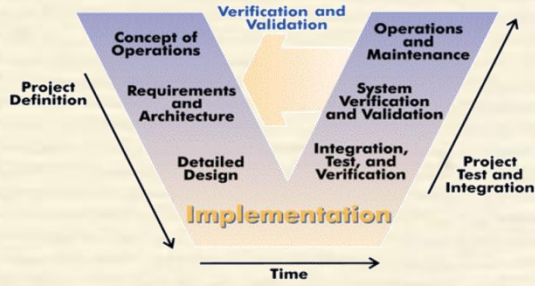 Verification and
Validation
Concept of
Operations
Operations
and
Maintenance
Project
Definition
Requirements
and
Architecture
System
Verification
and Validation
Detailed
Design
Integration,
Test, and
Verification
Project
Test and
Integration
Implementation
Time